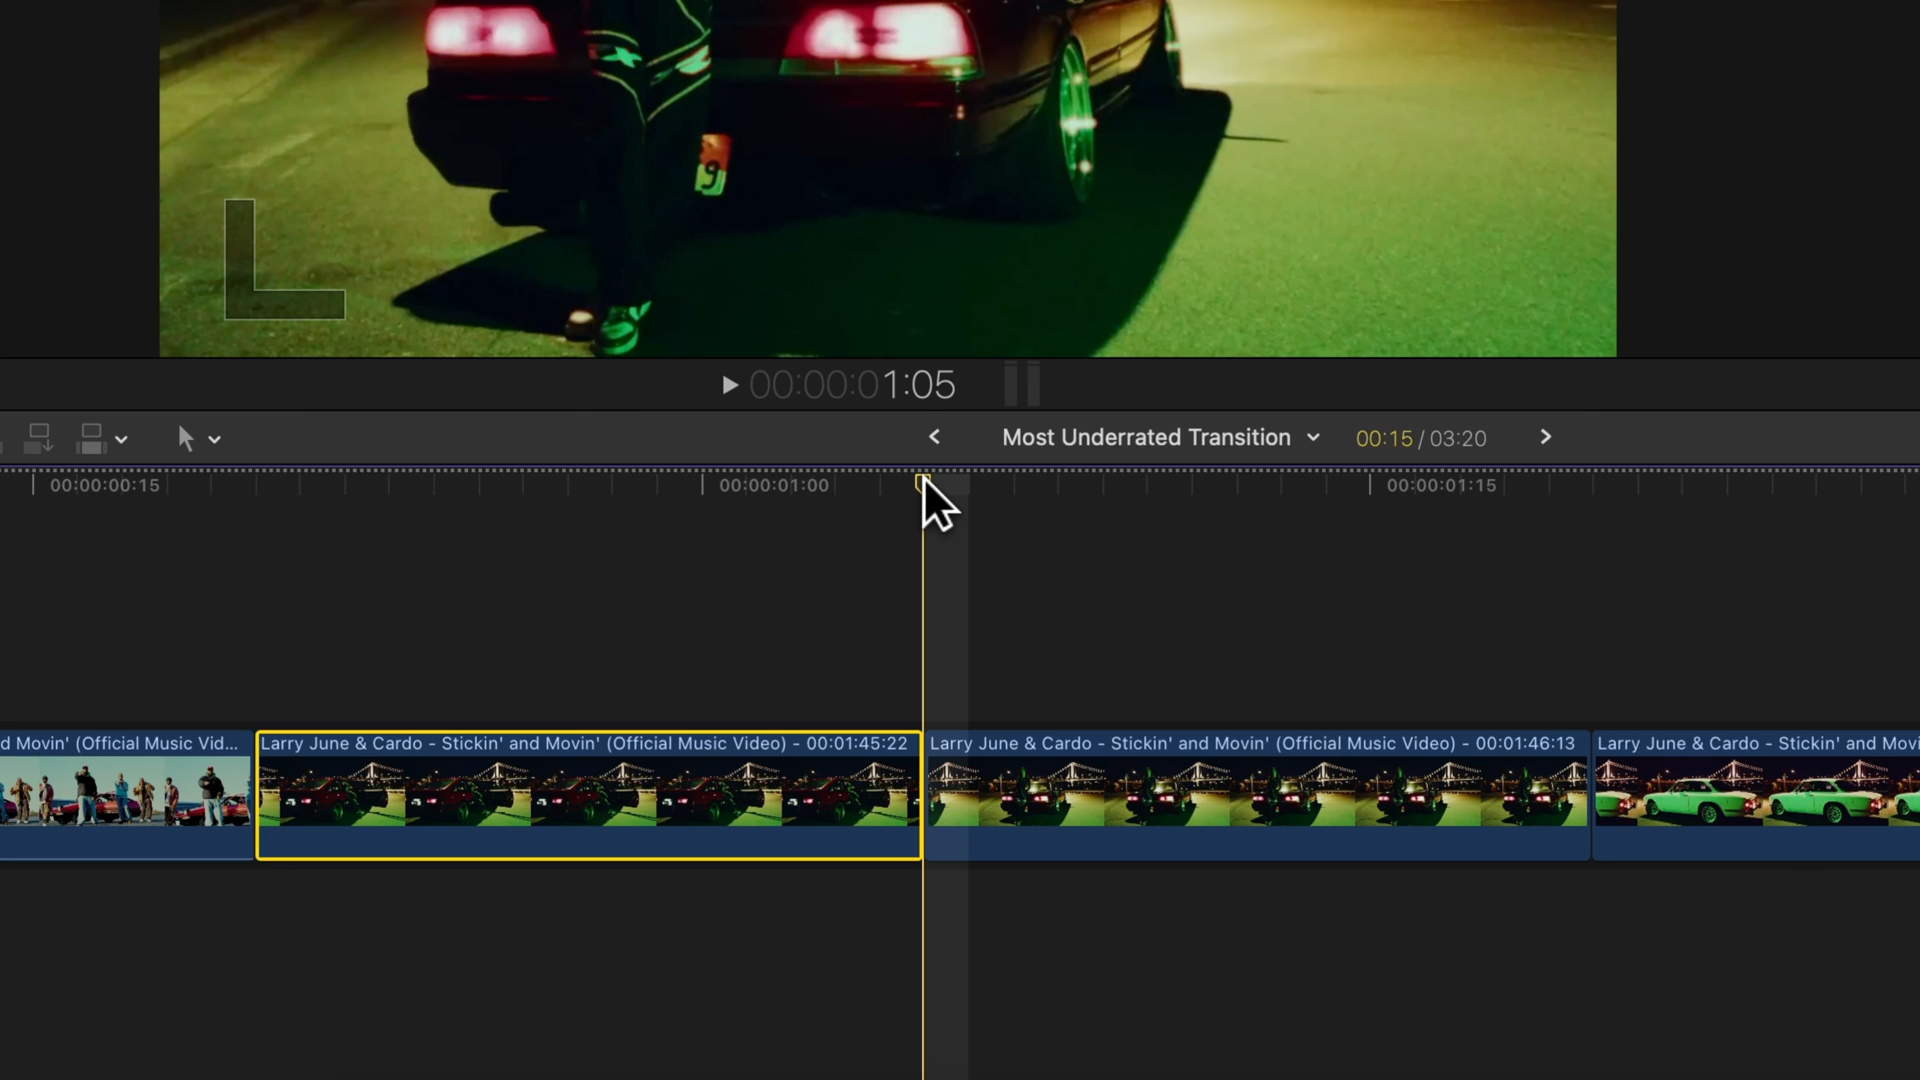 9
00:00:01:05
Most Underrated Transition 00:15 / 03:20
00:00:00:15 00:00:01:00 00:00:01:15
d Movin' (Official Music Vid... Larry June & Cardo - Stickin' and Movin' (Official Music Video) - 00:01:45:22 Larry June & Cardo - Stickin' and Movin' (Official Music Video) - 00:01:46:13 Larry June & Cardo - Stickin' and Movi